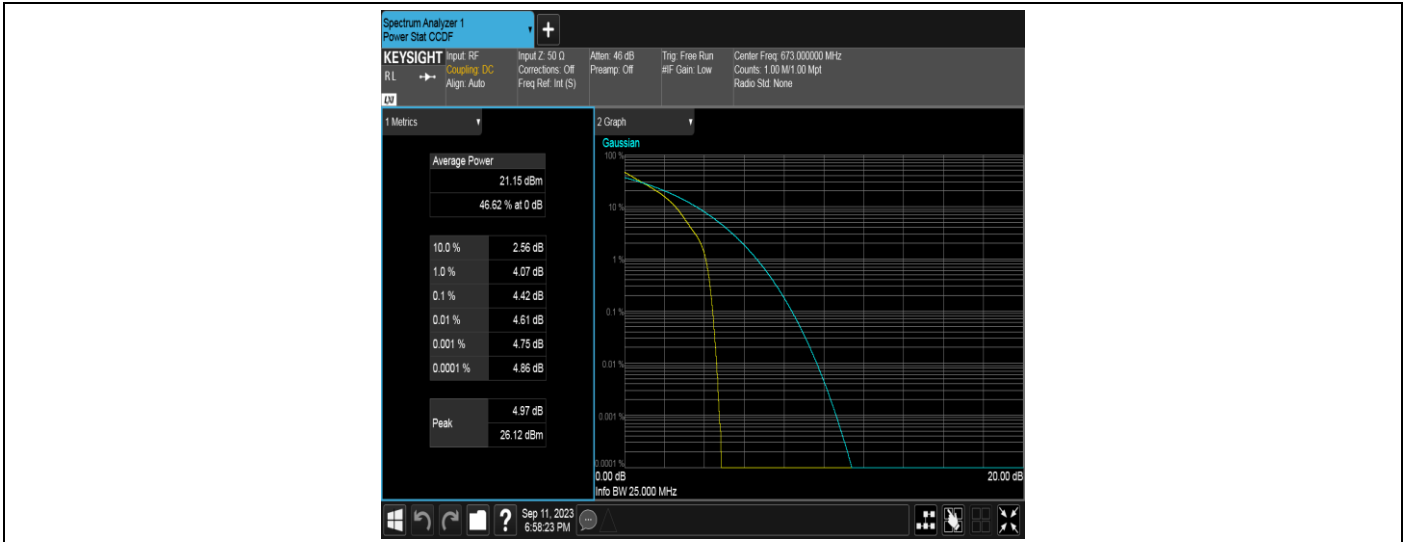 Spectrum Analyzer 1
Power Stat CCDF
+
KEYSIGHT
RL
LXI
Input: RF
Coupling: DC
Align: Auto
Input Z: 50 Ω
Corrections: Off
Freq Ref: Int (S)
Atten: 46 dB
Preamp: Off
Trig: Free Run
#IF Gain: Low
Center Freq: 673.000000 MHz
Counts: 1.00 M/1.00 Mpt
Radio Std: None
1 Metrics
Average Power
21.15 dBm
46.62 % at 0 dB
10.0 % 2.56 dB
1.0 % 4.07 dB
0.1 % 4.42 dB
0.01 % 4.61 dB
0.001 % 4.75 dB
0.0001 % 4.86 dB
Peak
4.97 dB
26.12 dBm
2 Graph
Gaussian
100 %
10 %
1 %
0.1 %
0.01 %
0.001 %
0.0001 %
0.00 dB 20.00 dB
Info BW 25.000 MHz
?
Sep 11, 2023
6:58:23 PM